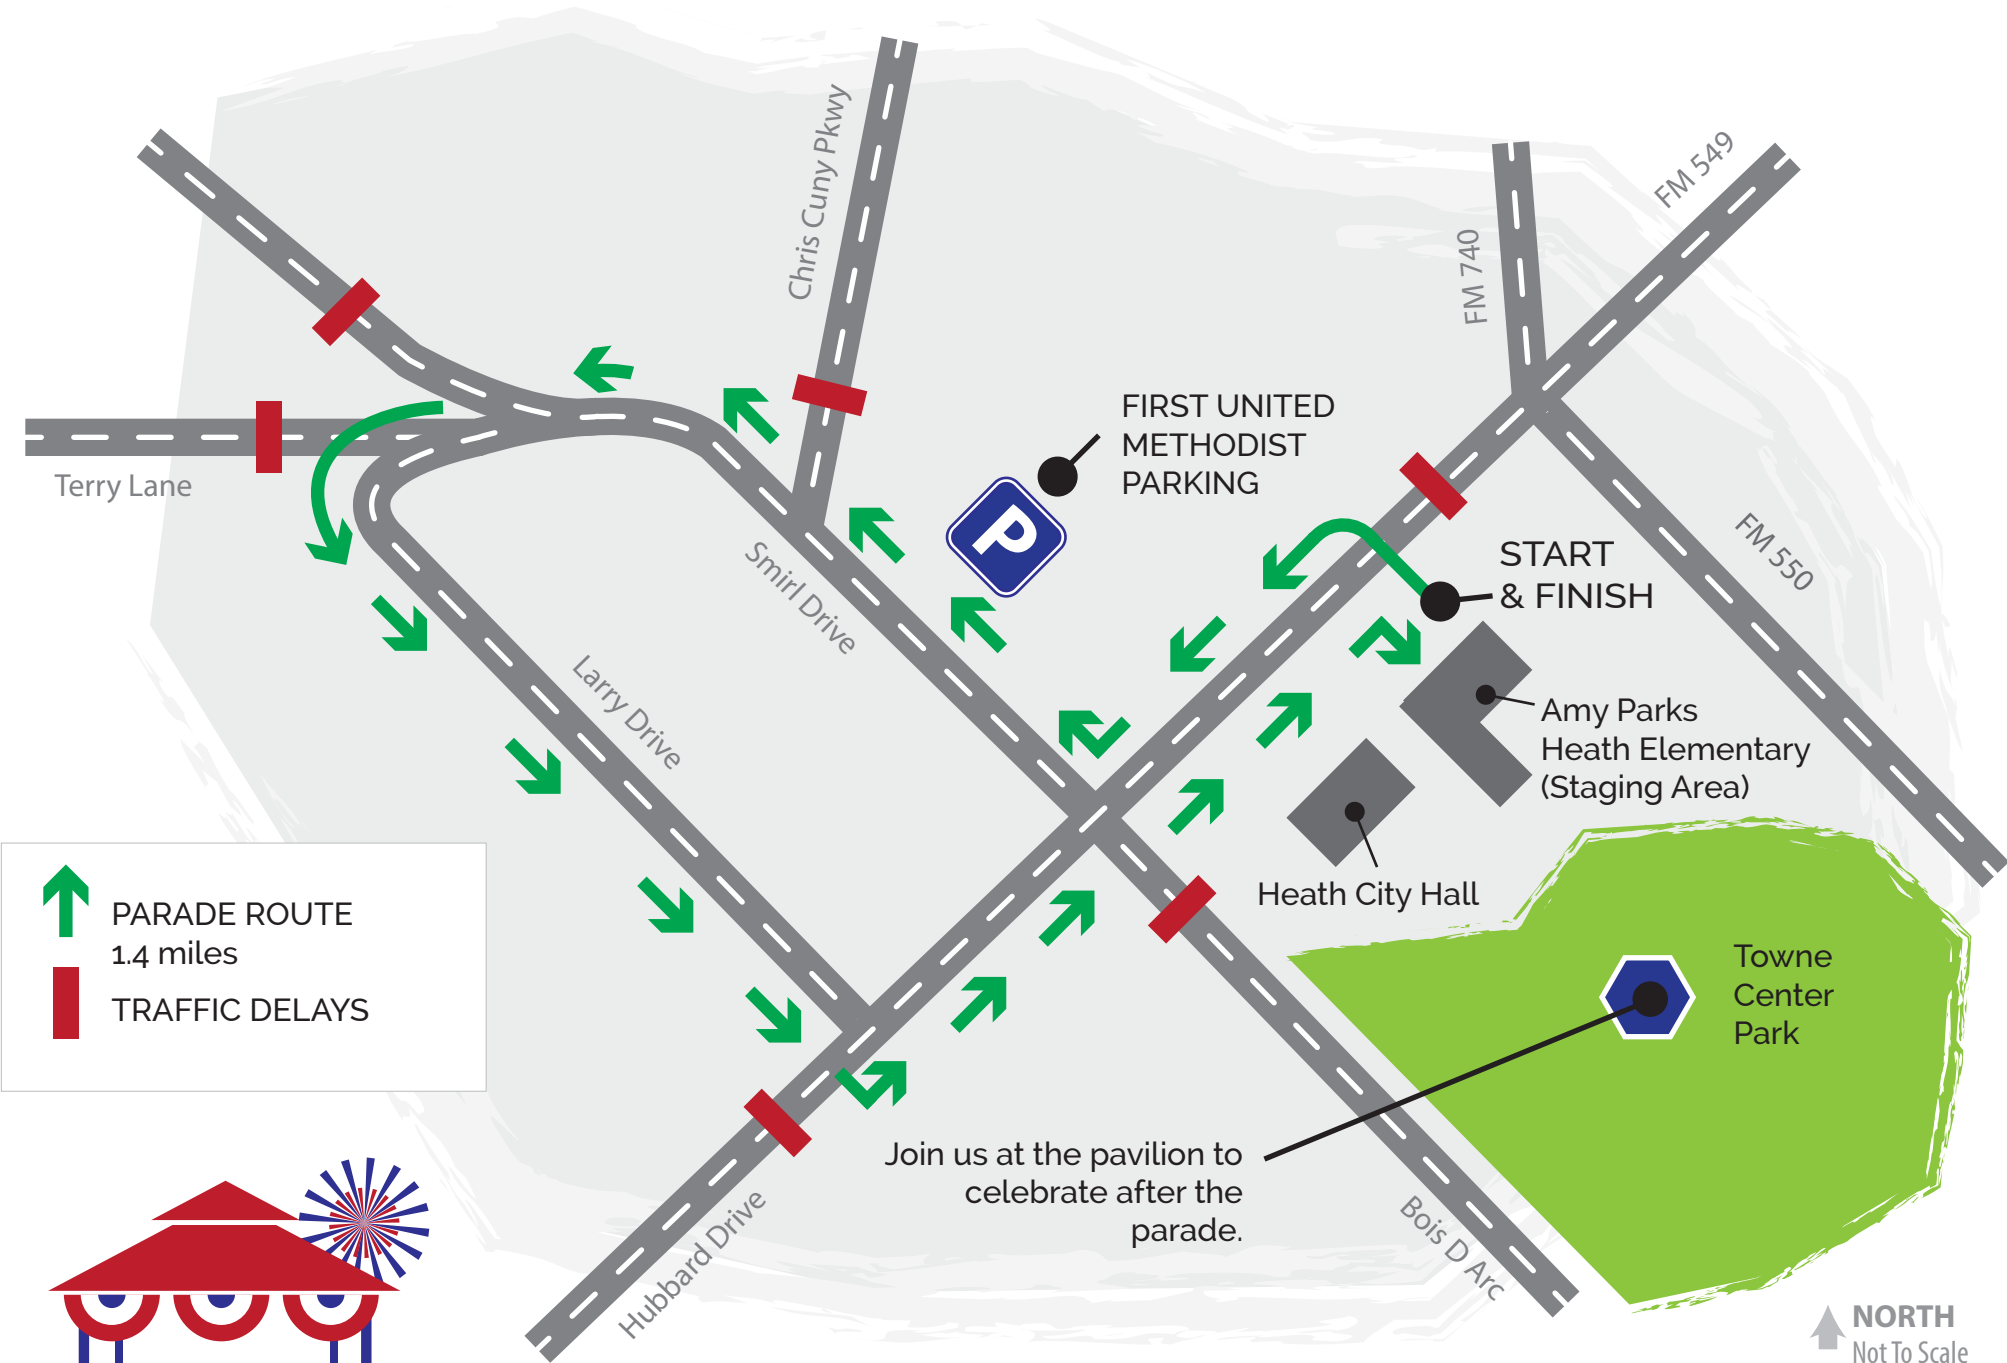 Chris Cuny Pkwy
FM 549
FM 740
FIRST UNITED
METHODIST
PARKING
P
Terry Lane
Smirl Drive
START
& FINISH
FM 550
Larry Drive
Amy Parks
Heath Elementary
(Staging Area)
Heath City Hall
PARADE ROUTE
1.4 miles
TRAFFIC DELAYS
Towne
Center
Park
Join us at the pavilion to
celebrate after the
parade.
Hubbard Drive
Bois D Arc
NORTH
Not To Scale